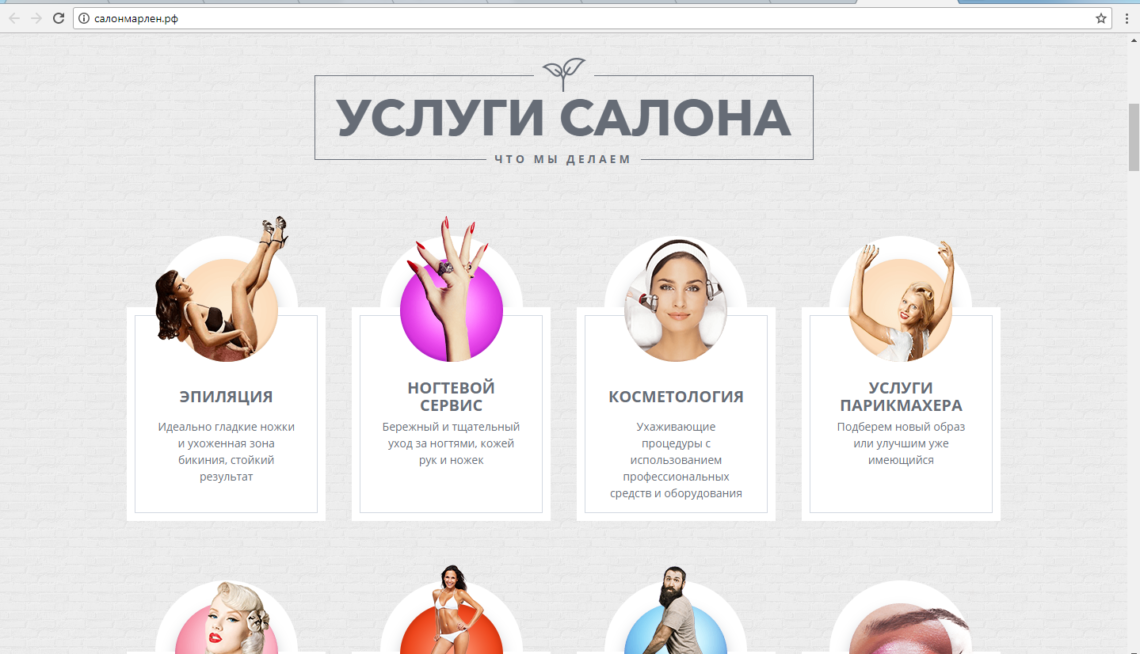 салонмарлен.рф
УСЛУГИ САЛОНА
ЧТО МЫ ДЕЛАЕМ
ЭПИЛЯЦИЯ
Идеально гладкие ножки
и ухоженная зона
бикиния, стойкий
результат
НОГТЕВОЙ
СЕРВИС
Бережный и тщательный
уход за ногтями, кожей
рук и ножек
КОСМЕТОЛОГИЯ
Ухаживающие
процедуры с
использованием
профессиональных
средств и оборудования
УСЛУГИ
ПАРИКМАХЕРА
Подберем новый образ
или улучшим уже
имеющийся